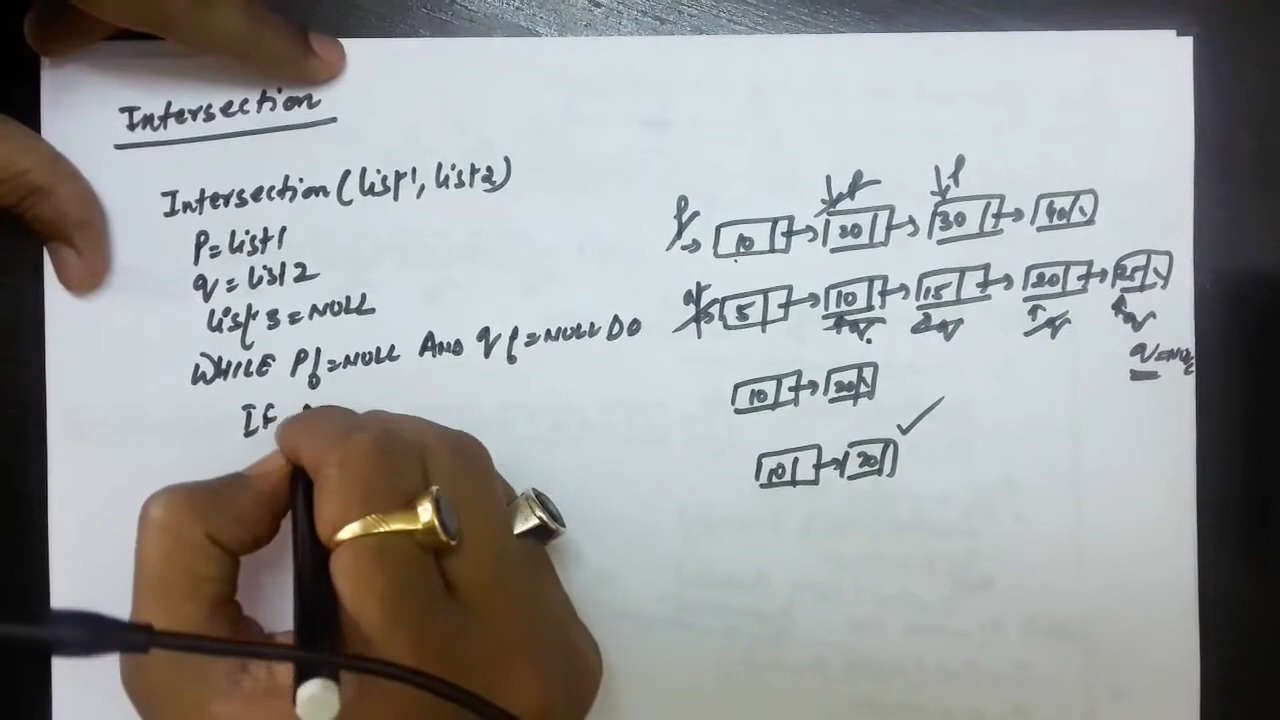 Intersection
Intersection (List1, List2)
P = List1
q = List2
List3 = NULL
WHILE P != NULL AND q != NULL DO
If
P P P
10 20 30 40
q 5 10 15 20 25
q q q q
q = NULL
10 20
10 20